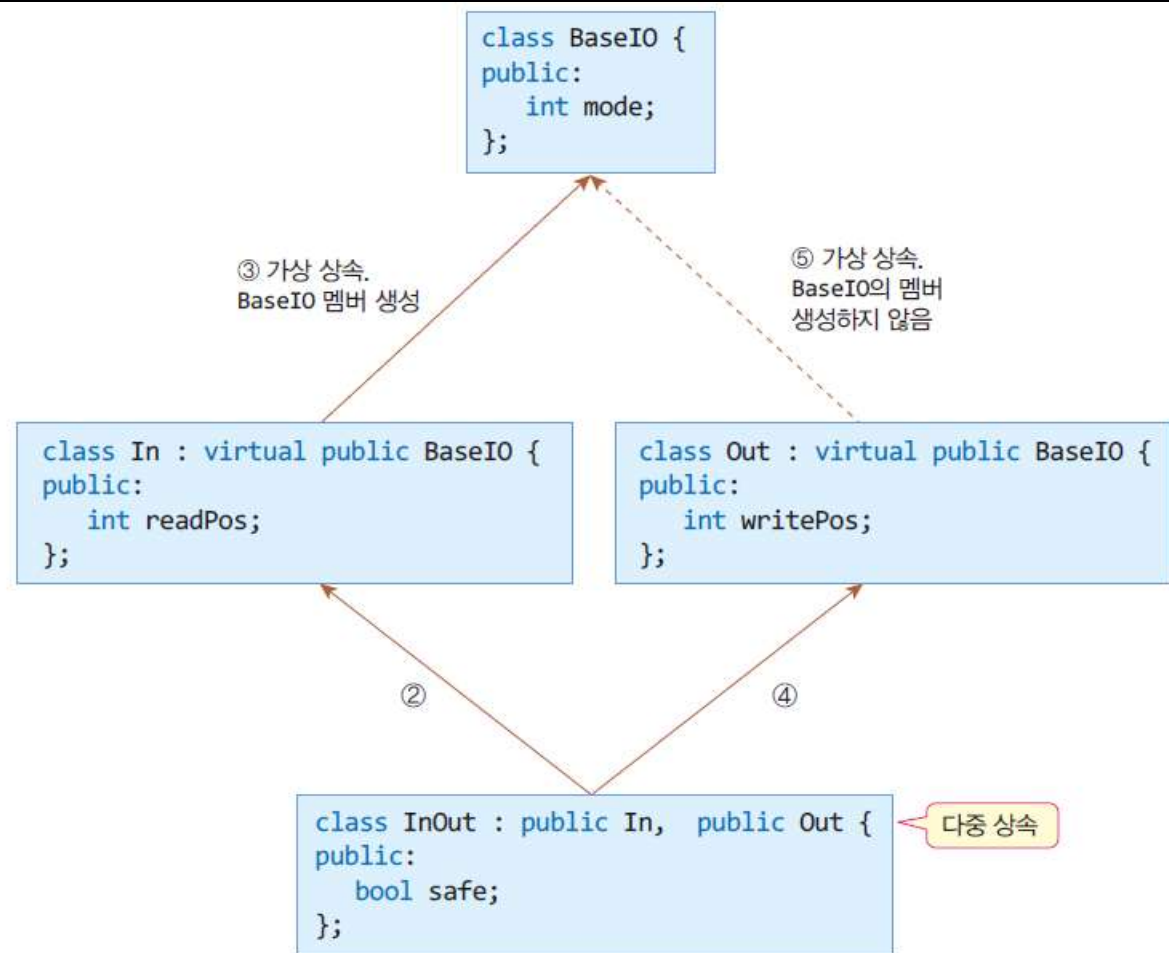 class BaseIO {
public:
int mode;
};
③ 가상 상속.
BaseIO 멤버 생성
⑤ 가상 상속.
BaseIO의 멤버
생성하지 않음
class In : virtual public BaseIO {
public:
int readPos;
};
class Out : virtual public BaseIO {
public:
int writePos;
};
②
④
class InOut : public In, public Out {
public:
bool safe;
};
다중 상속